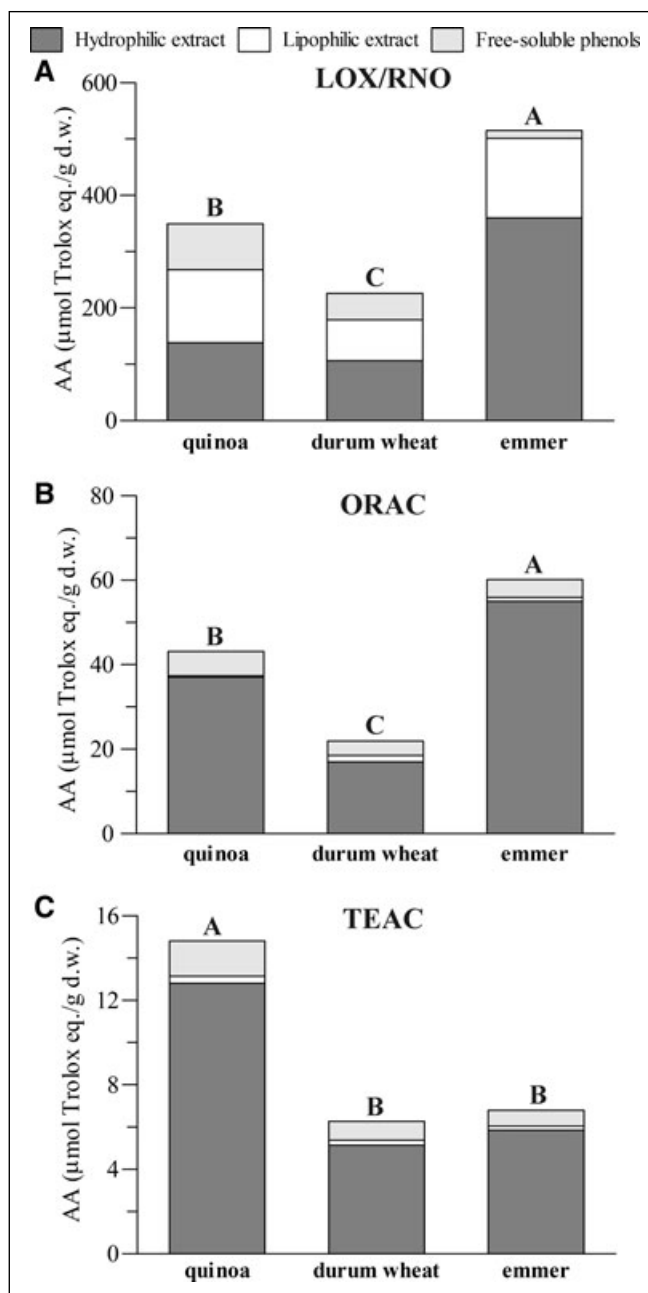 Hydrophilic extract Lipophilic extract Free-soluble phenols
A LOX/RNO
AA (µmol Trolox eq./g d.w.)
600
400
200
0
B
C
A
quinoa durum wheat emmer
B ORAC
AA (µmol Trolox eq./g d.w.)
80
60
40
20
0
B
C
A
quinoa durum wheat emmer
C TEAC
AA (µmol Trolox eq./g d.w.)
16
12
8
4
0
A
B
B
quinoa durum wheat emmer